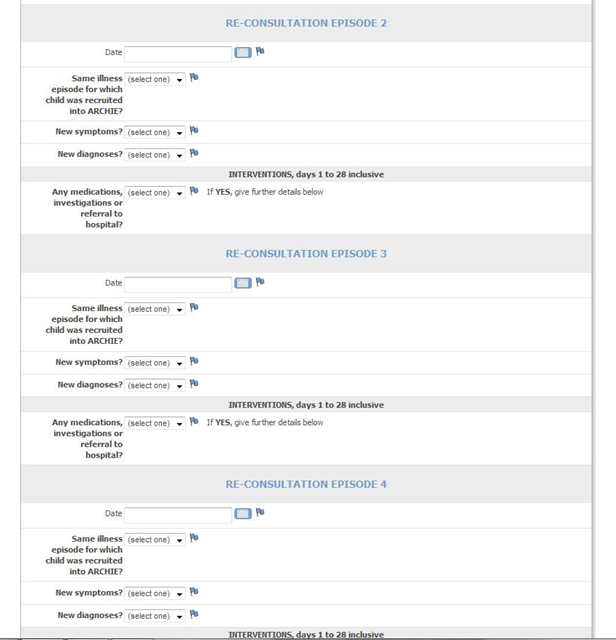 RE-CONSULTATION EPISODE 2
Date
Same illness (select one)
episode for which
child was recruited
into ARCHIE?
New symptoms? (select one)
New diagnoses? (select one)
INTERVENTIONS, days 1 to 28 inclusive
Any medications, (select one) If YES, give further details below
investigations or
referral to
hospital?
RE-CONSULTATION EPISODE 3
Date
Same illness (select one)
episode for which
child was recruited
into ARCHIE?
New symptoms? (select one)
New diagnoses? (select one)
INTERVENTIONS, days 1 to 28 inclusive
Any medications, (select one) If YES, give further details below
investigations or
referral to
hospital?
RE-CONSULTATION EPISODE 4
Date
Same illness (select one)
episode for which
child was recruited
into ARCHIE?
New symptoms? (select one)
New diagnoses? (select one)
INTERVENTIONS, days 1 to 28 inclusive